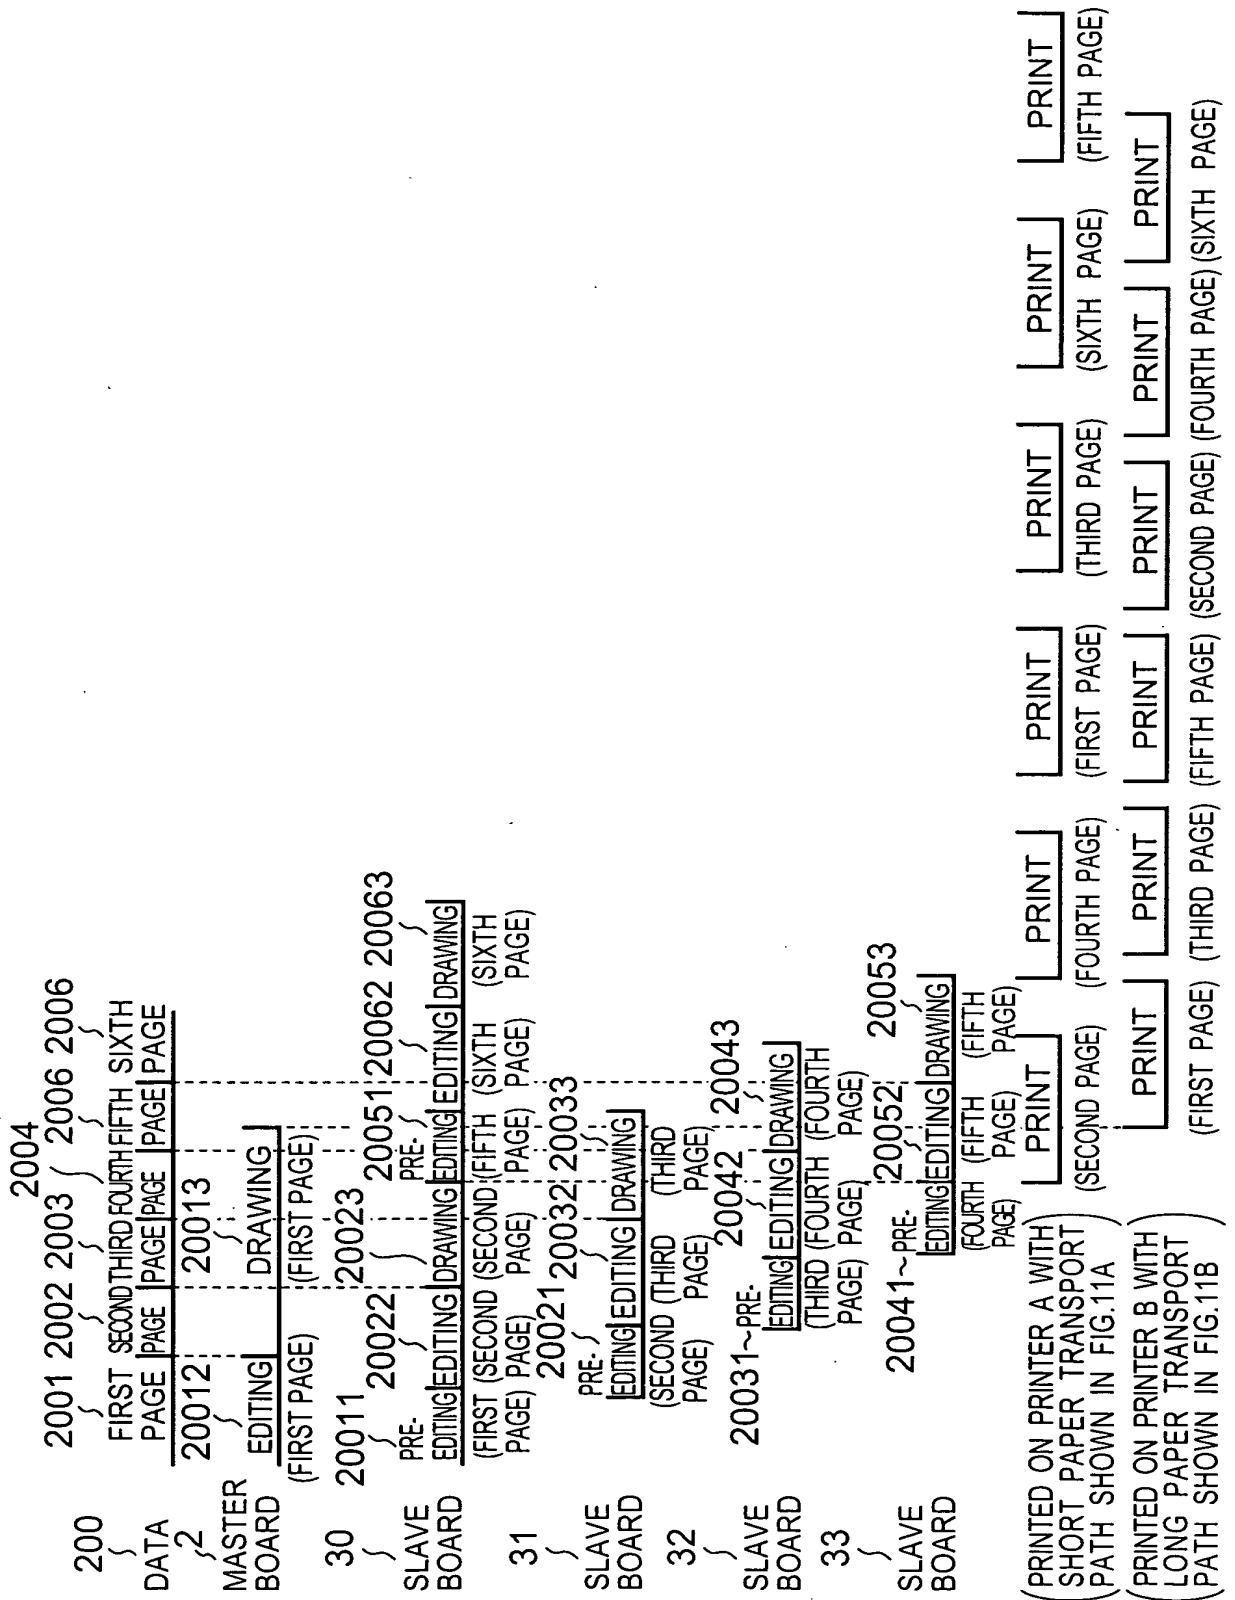 2004
2001 2002 2003 2006 2006
FIRST SECOND THIRD FOURTH FIFTH SIXTH
200 DATA
PAGE PAGE PAGE PAGE PAGE PAGE
20012 20013
2 MASTER BOARD
EDITING DRAWING
(FIRST PAGE) (FIRST PAGE)
20011 20022 20023 20051 20062 20063
30 SLAVE BOARD
PRE-EDITING EDITING DRAWING PRE-EDITING EDITING DRAWING
(FIRST PAGE) (SECOND PAGE) (SECOND PAGE) (FIFTH PAGE) (SIXTH PAGE) (SIXTH PAGE)
20021 20032 20033
31 SLAVE BOARD
PRE-EDITING EDITING DRAWING
(SECOND PAGE) (THIRD PAGE) (THIRD PAGE)
20031~ 20042 20043
32 SLAVE BOARD
PRE-EDITING EDITING DRAWING
(THIRD PAGE) (FOURTH PAGE) (FOURTH PAGE)
20041~ 20052 20053
33 SLAVE BOARD
PRE-EDITING EDITING DRAWING
(FOURTH PAGE) (FIFTH PAGE) (FIFTH PAGE)
(PRINTED ON PRINTER A WITH
SHORT PAPER TRANSPORT
PATH SHOWN IN FIG.11A)
PRINT PRINT PRINT PRINT PRINT PRINT
(SECOND PAGE) (FOURTH PAGE) (FIRST PAGE) (THIRD PAGE) (SIXTH PAGE) (FIFTH PAGE)
(PRINTED ON PRINTER B WITH
LONG PAPER TRANSPORT
PATH SHOWN IN FIG.11B)
PRINT PRINT PRINT PRINT PRINT PRINT
(FIRST PAGE) (THIRD PAGE) (FIFTH PAGE) (SECOND PAGE) (FOURTH PAGE) (SIXTH PAGE)